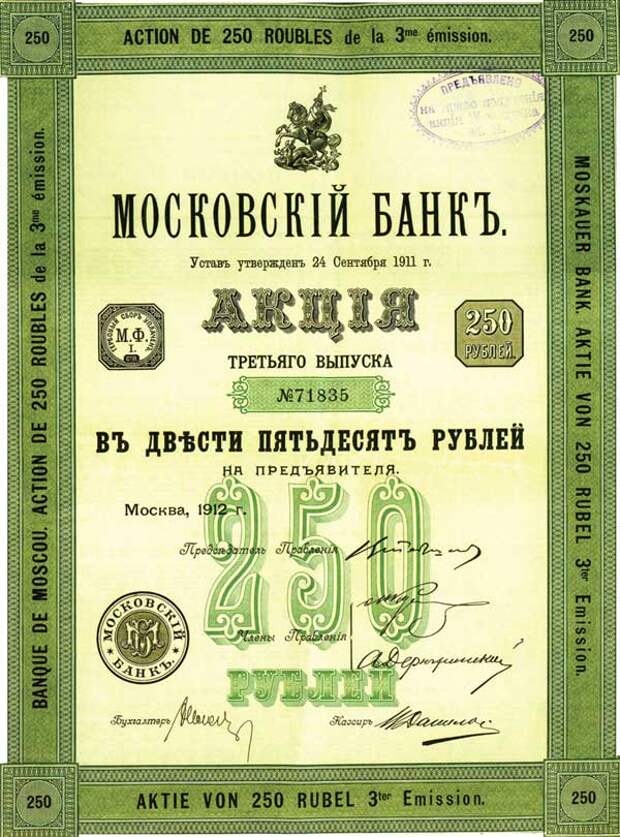 250
ACTION DE 250 ROUBLES de la 3me émission.
250
ПРЕДЪЯВЛЕНО
МОСКОВСКІЙ БАНКЪ.
Уставъ утвержденъ 24 Сентября 1911 г.
АКЦІЯ
М.Ф.
I.
250
РУБЛЕЙ.
ТРЕТЬЯГО ВЫПУСКА
№71835
ВЪ ДВѢСТИ ПЯТЬДЕСЯТЪ РУБЛЕЙ
НА ПРЕДЪЯВИТЕЛЯ.
250
Москва, 1912 г.
Председатель Правленія
Члены Правленія
МОСКОВСКІЙ
БАНКЪ.
РУБЛЕЙ
Бухгалтеръ
Кассиръ
BANQUE DE MOSCOU. ACTION DE 250 ROUBLES de la 3me émission.
MOSKAUER BANK. AKTIE VON 250 RUBEL 3ter Emission.
250
AKTIE VON 250 RUBEL 3ter Emission.
250